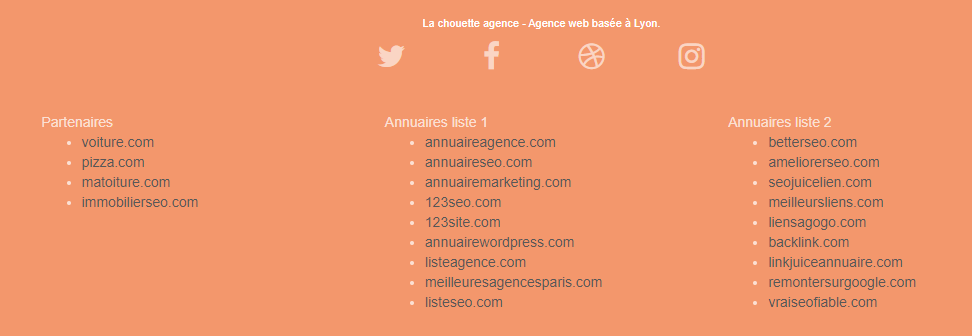 La chouette agence - Agence web basée à Lyon.
Partenaires
voiture.com
pizza.com
matoiture.com
immobilierseo.com
Annuaires liste 1
annuaireagence.com
annuaireseo.com
annuairemarketing.com
123seo.com
123site.com
annuairewordpress.com
listeagence.com
meilleuresagencesparis.com
listeseo.com
Annuaires liste 2
betterseo.com
ameliorerseo.com
seojuicelien.com
meilleursliens.com
liensagogo.com
backlink.com
linkjuiceannuaire.com
remontersurgoogle.com
vraiseofiable.com